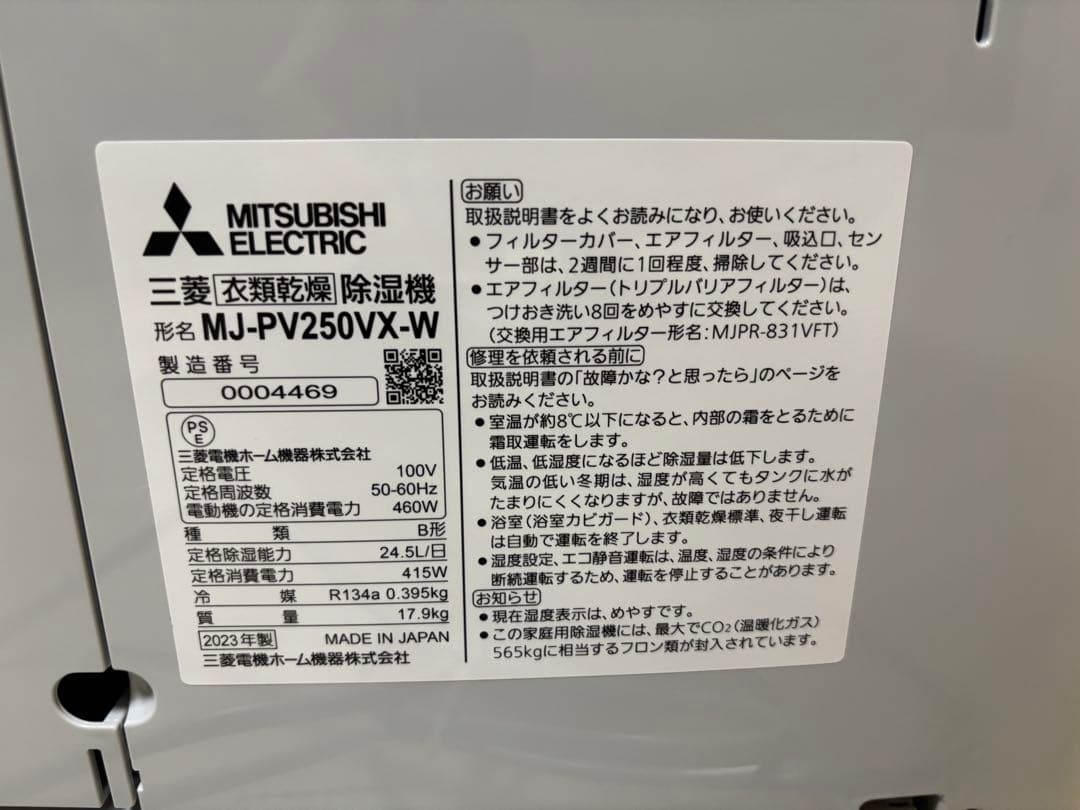 MITSUBISHI
ELECTRIC
三菱 衣類乾燥 除湿機
形名 MJ-PV250VX-W
製造番号
0004469
PS
E
三菱電機ホーム機器株式会社
定格電圧 100V
定格周波数 50-60Hz
電動機の定格消費電力 460W
種類 B形
定格除湿能力 24.5L/日
定格消費電力 415W
冷媒 R134a 0.395kg
質量 17.9kg
2023年製 MADE IN JAPAN
三菱電機ホーム機器株式会社
お願い
取扱説明書をよくお読みになり、お使いください。
●フィルターカバー、エアフィルター、吸込口、セン
サー部は、2週間に1回程度、掃除してください。
●エアフィルター(トリプルバリアフィルター)は、
つけおき洗い8回をめやすに交換してください。
(交換用エアフィルター形名:MJPR-831VFT)
修理を依頼される前に
取扱説明書の「故障かな?と思ったら」のページを
お読みください。
●室温が約8℃以下になると、内部の霜をとるために
霜取運転をします。
●低温、低湿度になるほど除湿量は低下します。
気温の低い冬期は、湿度が高くてもタンクに水が
たまりにくくなりますが、故障ではありません。
●浴室(浴室カビガード)、衣類乾燥標準、夜干し運転
は自動で運転を終了します。
●湿度設定、エコ静音運転は、温度、湿度の条件により
断続運転するため、運転を停止することがあります。
お知らせ
●現在湿度表示は、めやすです。
●この家庭用除湿機には、最大でCO₂(温暖化ガス)
565kgに相当するフロン類が封入されています。